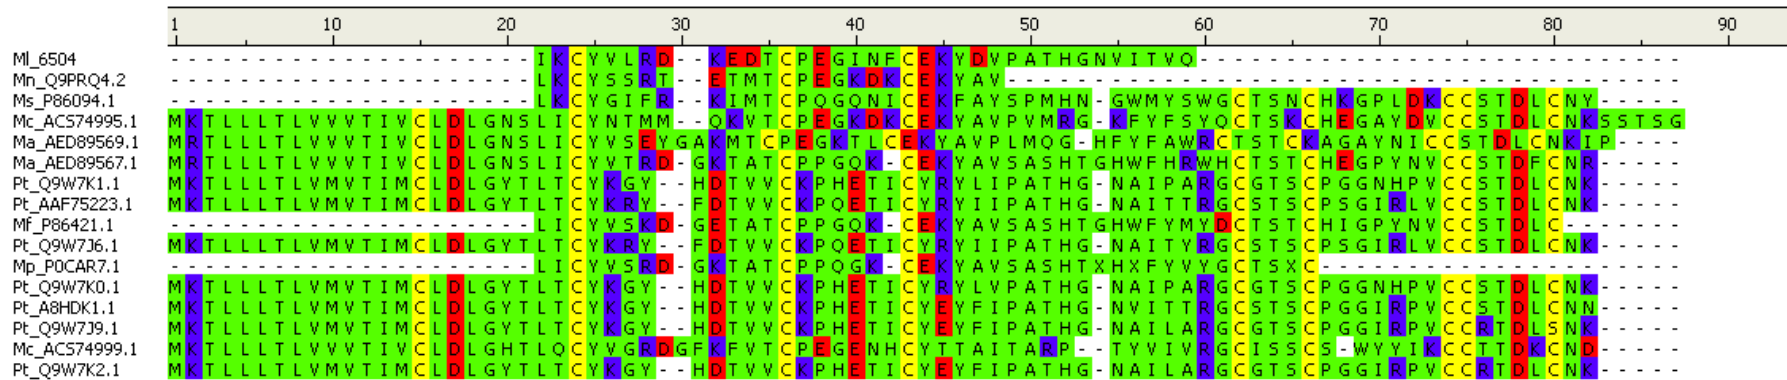 1 10 20 30 40 50 60 70 80 90
Ml_6504 ---------------------IKCYVLRD--KEDTCPEGINFCEKYDVPATHGNVITVQ----------------------------
Mn_Q9PRQ4.2 ---------------------LKCYSSRT--ETMTCPEGKDKCEKYAV---------------------------------------
Ms_P86094.1 ---------------------LKCYGIFR--KIMTCPQGQNICEKFAYSPMHN-GWMYSWGCTSNCHKGPLDKCCSTDLCNY-----
Mc_ACS74995.1 MKTLLLTLVVVTIVCLDLGNSLICYNTMM--QKVTCPEGKDKCEKYAVPVMRG-KFYFSYQCTSKCHEGAYDVCCSTDLCNKSSTSG
Ma_AED89569.1 MRTLLLTLVVVTIVCLDLGNSLICYVSEYGAKMTCPEGKTLCEKYAVPLMQG-HFYFAWRCTSTCKAGAYNICCSTDLCNKIP----
Ma_AED89567.1 MRTLLLTLVVVTIVCLDLGNSLICYVTRD-GKTATCPPGQK-CEKYAVSASHTGHWFHRWHCTSTCHEGPYNVCCSTDFCNR-----
Pt_Q9W7K1.1 MKTLLLTLVMVTIMCLDLGYTLTCYKGY--HDTVVCKPHETICYRYLIPATHG-NAIPARGCGTSCPGGNHPVCCSTDLCNK-----
Pt_AAF75223.1 MKTLLLTLVMVTIMCLDLGYTLTCYKRY--FDTVVCKPQETICYRYIIPATHG-NAITTRGCSTSCPSGIRLVCCSTDLCNK-----
Mf_P86421.1 ---------------------LICYVSKD-GETATCPPGQK-CEKYAVSASHTGHWFYM-DCTSTCHIGPYNVCCSTDLC-------
Pt_Q9W7J6.1 MKTLLLTLVMVTIMCLDLGYTLTCYKRY--FDTVVCKPQETICYRYIIPATHG-NAITYRGCSTSCPSGIRLVCCSTDLCNK-----
Mp_P0CAR7.1 ---------------------LICYVSRD-GKTATCPPQGK-CEKYAVSASHTXHXFYVYGCTSXC---------------------
Pt_Q9W7K0.1 MKTLLLTLVMVTIMCLDLGYTLTCYKGY--HDTVVCKPHETICYRYLVPATHG-NAIPARGCGTSCPGGNHPVCCSTDLCNK-----
Pt_A8HDK1.1 MKTLLLTLVMVTIMCLDLGYTLTCYKGY--HDTVVCKPHETICYEYFIPATHG-NVITTRGCSTSCPGGIRPVCCSTDLCNN-----
Pt_Q9W7J9.1 MKTLLLTLVMVTIMCLDLGYTLTCYKGY--HDTVVCKPHETICYEYFIPATHG-NAILARGCGTSCPGGIRPVCCRTDLSNK-----
Mc_ACS74999.1 MKTLLLTLVVVTIVCLDLGHTLQCYVGRDGFKFVTCPEGENHCYTTAITARP--TYVIVRGCISSCS-WYYIKCCTTDKCND-----
Pt_Q9W7K2.1 MKTLLLTLVMVTIMCLDLGYTLTCYKGY--HDTVVCKPHETICYEYFIPATHG-NAILARGCGTSCPGGIRPVCCRTDLCNK-----